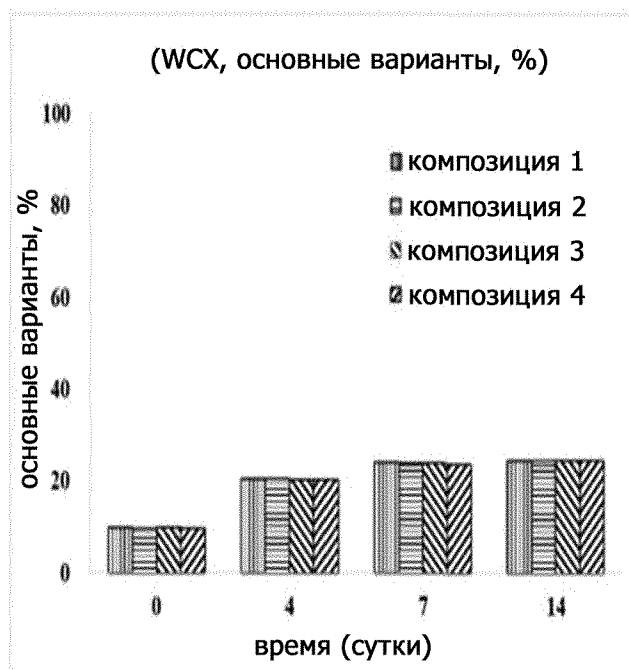 (WCX, основные варианты, %)
основные варианты, %
100
80
60
40
20
0
композиция 1
композиция 2
композиция 3
композиция 4
0 4 7 14
время (сутки)